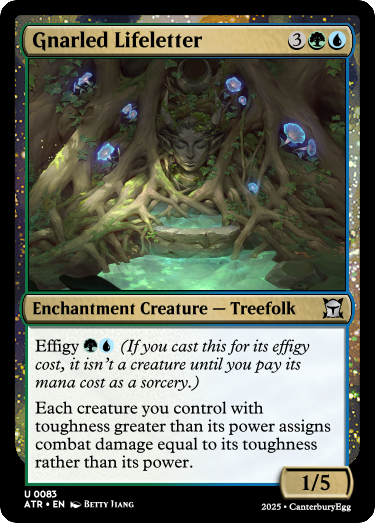 Gnarled Lifeletter 3
Enchantment Creature — Treefolk
Effigy (If you cast this for its effigy
cost, it isn't a creature until you pay its
mana cost as a sorcery.)
Each creature you control with
toughness greater than its power assigns
combat damage equal to its toughness
rather than its power.
1/5
U 0083
ATR • EN Betty Jiang
2025 • CanterburyEgg